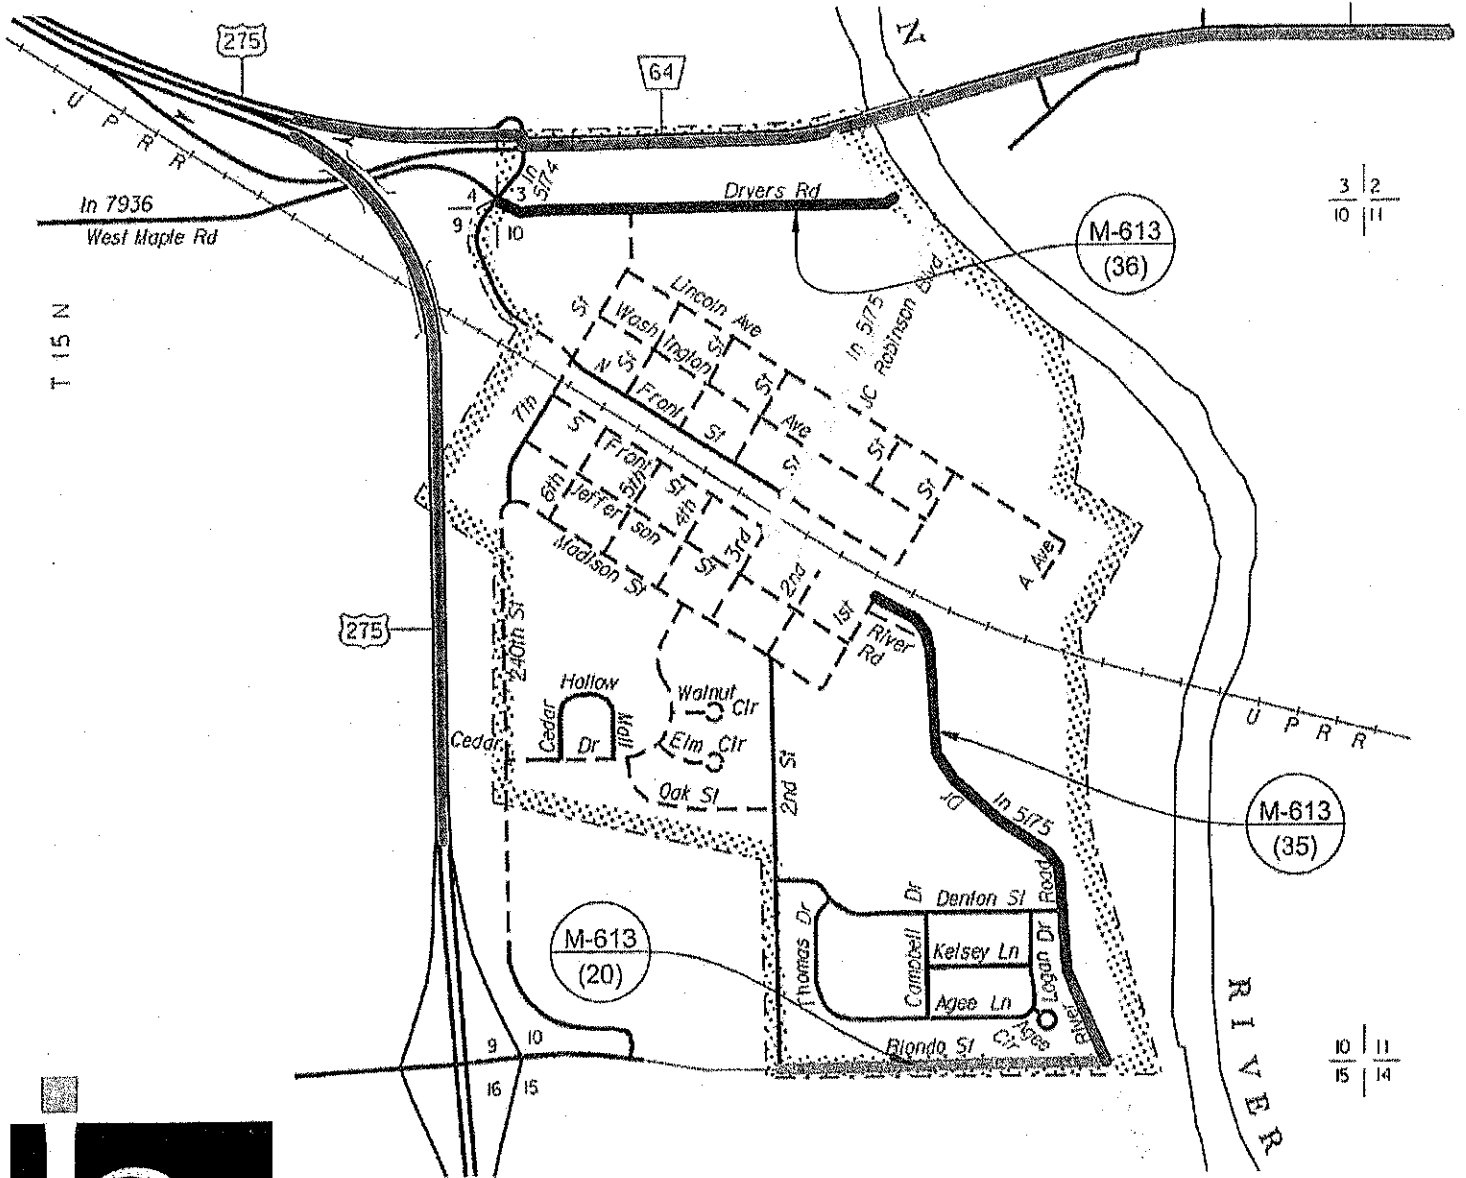 275
64
N
U P R R
In 5174
4 3
9 10
Dryers Rd
3 2
10 11
In 7936
West Maple Rd
M-613
(36)
T 15 N
Lincoln Ave
St
Washington
St
St
St
Ave
In 5175
JC Robinson Blvd
N Front St
St
St
St
7th
S Front St
6th
5th
4th
3rd
2nd
1st
Jefferson
St
Madison St
A Ave
River Rd
275
240th St
Hollow
Cedar
Mill
Dr
Cedar
Walnut Cir
Elm Cir
Oak St
2nd St
U P R R
Dr
In 5175
M-613
(35)
River Road
Denton St
Thomas Dr
Campbell Dr
Kelsey Ln
Logan Dr
Agee Ln
Agee Cir
Blondo St
M-613
(20)
9 10
16 15
10 11
15 14
RIVER